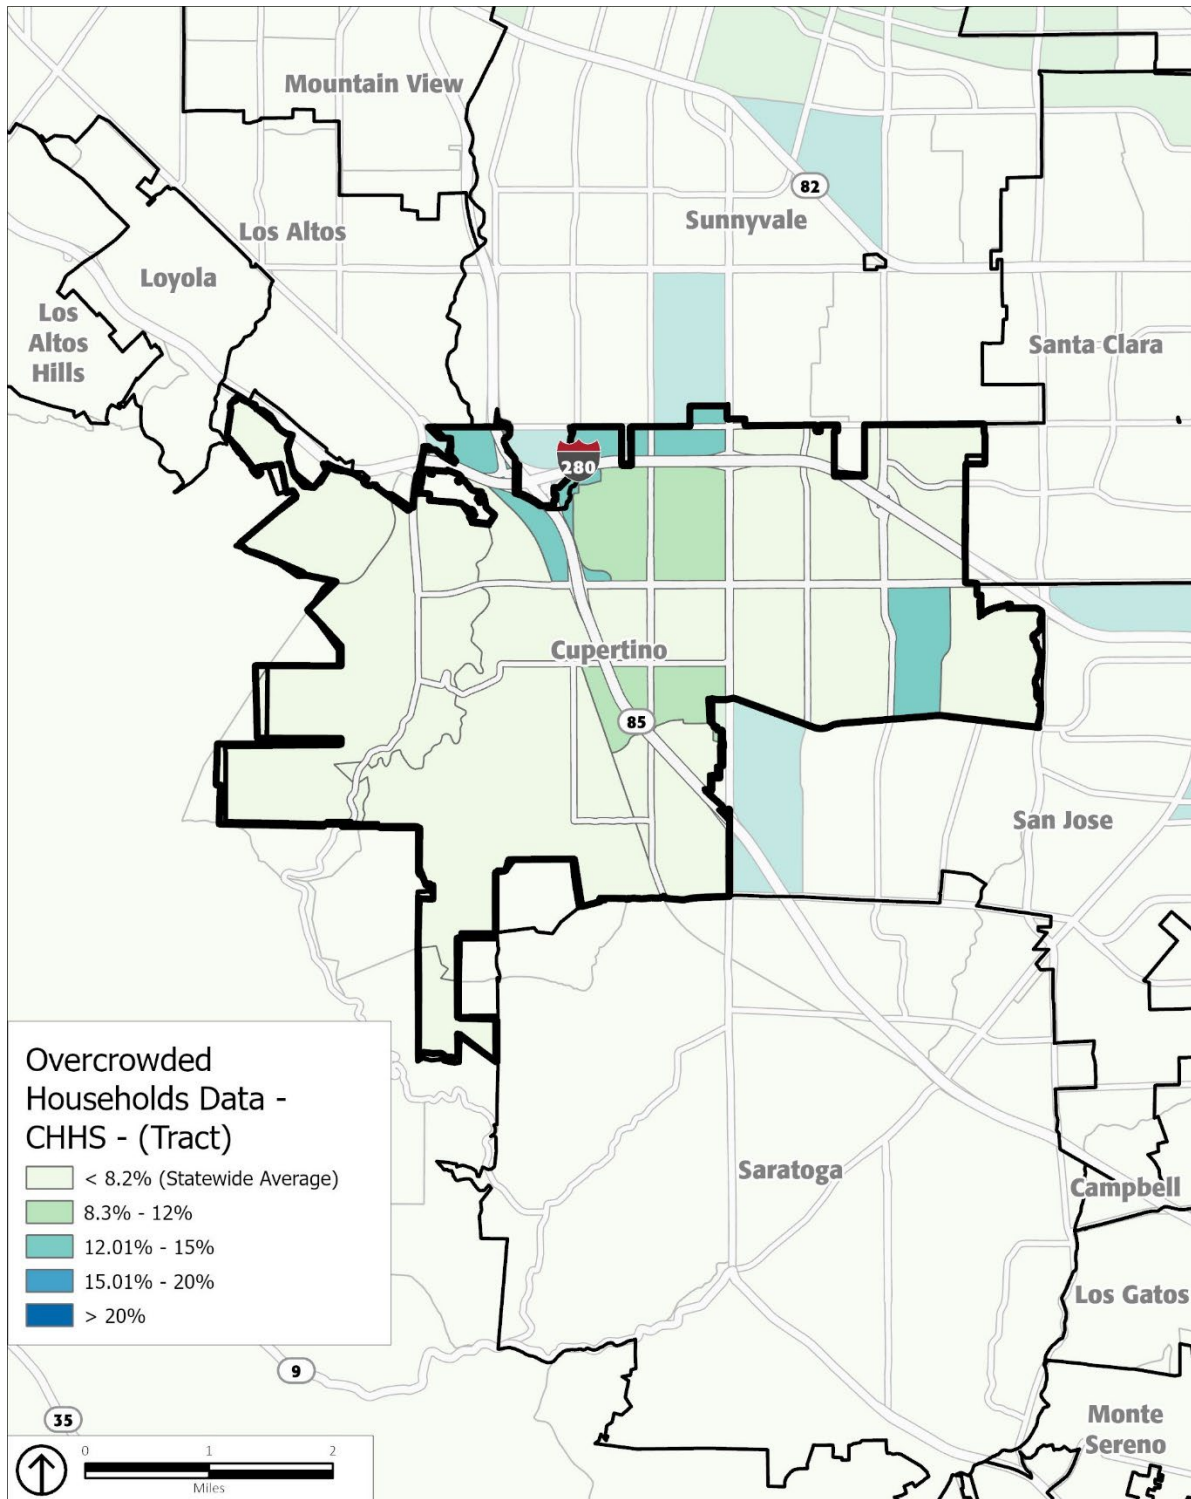 Mountain View
82
Sunnyvale
Los Altos
Loyola
Los
Altos
Hills
Santa Clara
280
Cupertino
85
San Jose
Overcrowded
Households Data -
CHHS - (Tract)
< 8.2% (Statewide Average)
8.3% - 12%
12.01% - 15%
15.01% - 20%
> 20%
Saratoga
Campbell
Los Gatos
9
35
Monte
Sereno
0 1 2
Miles